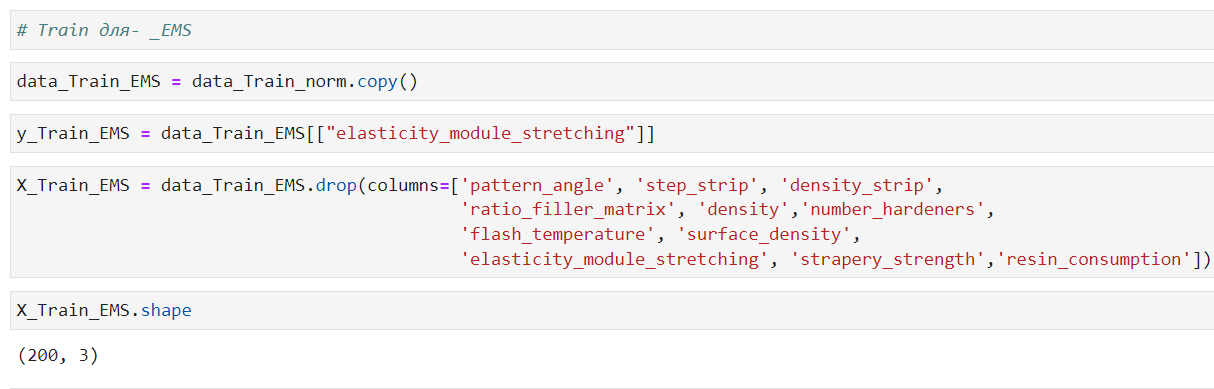 # Train для- _EMS
data_Train_EMS = data_Train_norm.copy()
y_Train_EMS = data_Train_EMS[["elasticity_module_stretching"]]
X_Train_EMS = data_Train_EMS.drop(columns=['pattern_angle', 'step_strip', 'density_strip',
'ratio_filler_matrix', 'density','number_hardeners',
'flash_temperature', 'surface_density',
'elasticity_module_stretching', 'strapery_strength','resin_consumption'])
X_Train_EMS.shape
(200, 3)